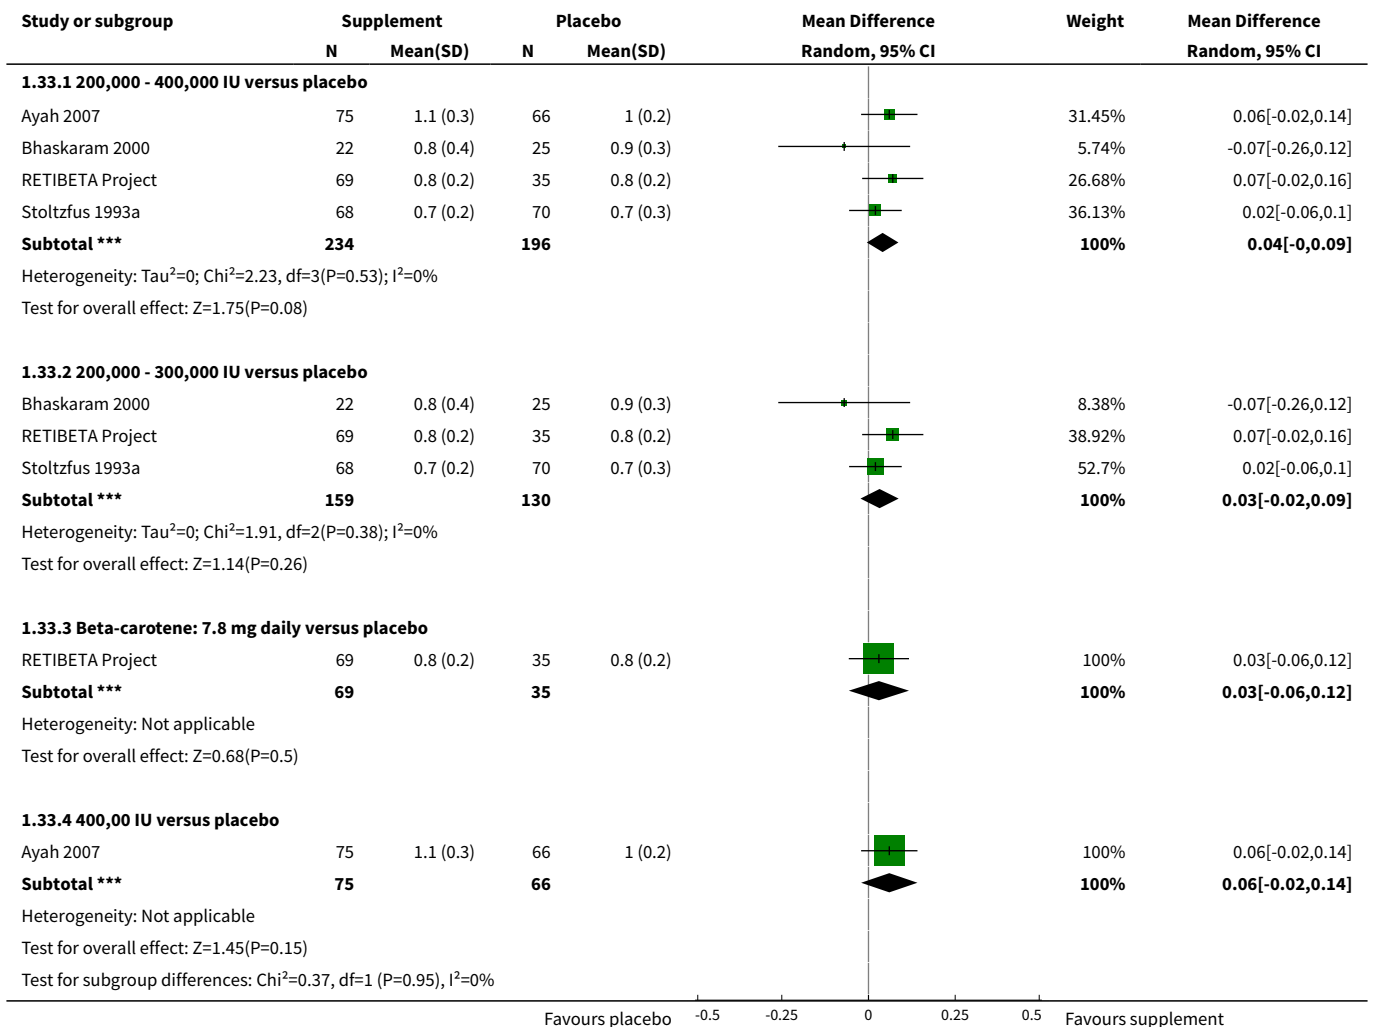 Study or subgroup Supplement Placebo Mean Difference Weight Mean Difference
N Mean(SD) N Mean(SD) Random, 95% CI Random, 95% CI
1.33.1 200,000 - 400,000 IU versus placebo
Ayah 2007 75 1.1 (0.3) 66 1 (0.2) 31.45% 0.06[-0.02,0.14]
Bhaskaram 2000 22 0.8 (0.4) 25 0.9 (0.3) 5.74% -0.07[-0.26,0.12]
RETIBETA Project 69 0.8 (0.2) 35 0.8 (0.2) 26.68% 0.07[-0.02,0.16]
Stoltzfus 1993a 68 0.7 (0.2) 70 0.7 (0.3) 36.13% 0.02[-0.06,0.1]
Subtotal *** 234 196 100% 0.04[-0,0.09]
Heterogeneity: Tau²=0; Chi²=2.23, df=3(P=0.53); I²=0%
Test for overall effect: Z=1.75(P=0.08)
1.33.2 200,000 - 300,000 IU versus placebo
Bhaskaram 2000 22 0.8 (0.4) 25 0.9 (0.3) 8.38% -0.07[-0.26,0.12]
RETIBETA Project 69 0.8 (0.2) 35 0.8 (0.2) 38.92% 0.07[-0.02,0.16]
Stoltzfus 1993a 68 0.7 (0.2) 70 0.7 (0.3) 52.7% 0.02[-0.06,0.1]
Subtotal *** 159 130 100% 0.03[-0.02,0.09]
Heterogeneity: Tau²=0; Chi²=1.91, df=2(P=0.38); I²=0%
Test for overall effect: Z=1.14(P=0.26)
1.33.3 Beta-carotene: 7.8 mg daily versus placebo
RETIBETA Project 69 0.8 (0.2) 35 0.8 (0.2) 100% 0.03[-0.06,0.12]
Subtotal *** 69 35 100% 0.03[-0.06,0.12]
Heterogeneity: Not applicable
Test for overall effect: Z=0.68(P=0.5)
1.33.4 400,00 IU versus placebo
Ayah 2007 75 1.1 (0.3) 66 1 (0.2) 100% 0.06[-0.02,0.14]
Subtotal *** 75 66 100% 0.06[-0.02,0.14]
Heterogeneity: Not applicable
Test for overall effect: Z=1.45(P=0.15)
Test for subgroup differences: Chi²=0.37, df=1 (P=0.95), I²=0%
Favours placebo -0.5 -0.25 0 0.25 0.5 Favours supplement